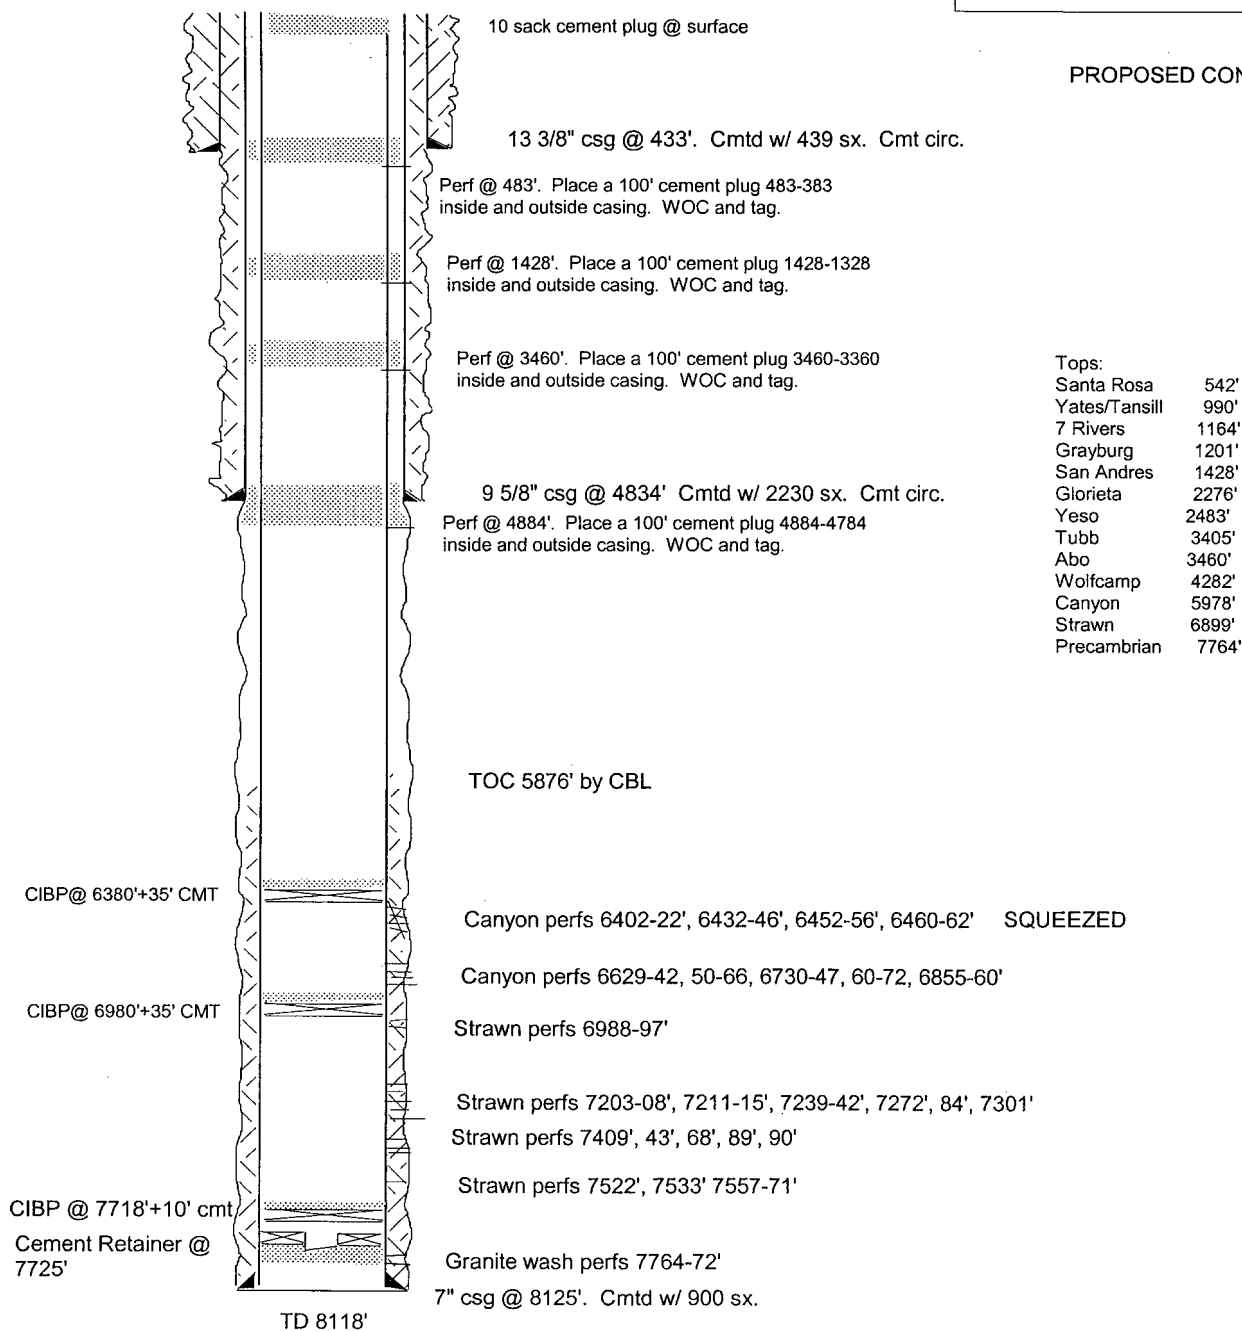 10 sack cement plug @ surface
PROPOSED CON
13 3/8" csg @ 433'. Cmtd w/ 439 sx. Cmt circ.
Perf @ 483'. Place a 100' cement plug 483-383
inside and outside casing. WOC and tag.
Perf @ 1428'. Place a 100' cement plug 1428-1328
inside and outside casing. WOC and tag.
Perf @ 3460'. Place a 100' cement plug 3460-3360
inside and outside casing. WOC and tag.
Tops:
Santa Rosa 542'
Yates/Tansill 990'
7 Rivers 1164'
Grayburg 1201'
San Andres 1428'
Glorieta 2276'
Yeso 2483'
Tubb 3405'
Abo 3460'
Wolfcamp 4282'
Canyon 5978'
Strawn 6899'
Precambrian 7764'
9 5/8" csg @ 4834' Cmtd w/ 2230 sx. Cmt circ.
Perf @ 4884'. Place a 100' cement plug 4884-4784
inside and outside casing. WOC and tag.
TOC 5876' by CBL
CIBP@ 6380'+35' CMT
Canyon perfs 6402-22', 6432-46', 6452-56', 6460-62' SQUEEZED
Canyon perfs 6629-42, 50-66, 6730-47, 60-72, 6855-60'
CIBP@ 6980'+35' CMT
Strawn perfs 6988-97'
Strawn perfs 7203-08', 7211-15', 7239-42', 7272', 84', 7301'
Strawn perfs 7409', 43', 68', 89', 90'
Strawn perfs 7522', 7533' 7557-71'
CIBP @ 7718'+10' cmt
Cement Retainer @
7725'
Granite wash perfs 7764-72'
7" csg @ 8125'. Cmtd w/ 900 sx.
TD 8118'